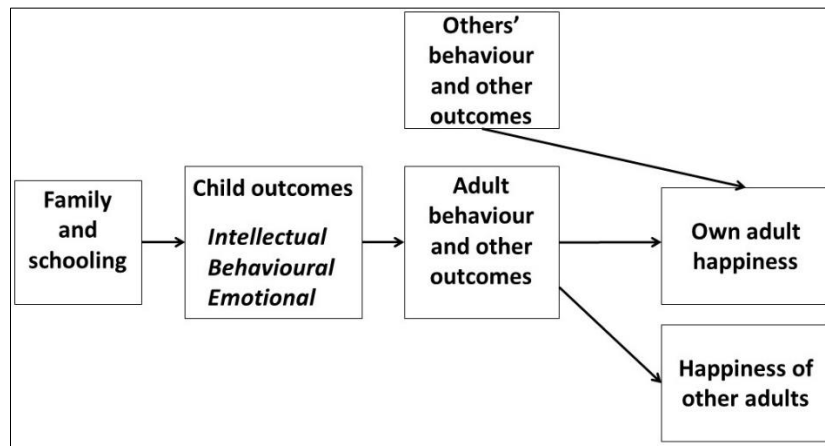 Others’
behaviour
and other
outcomes
Family
and
schooling
Child outcomes
Intellectual
Behavioural
Emotional
Adult
behaviour
and other
outcomes
Own adult
happiness
Happiness of
other adults